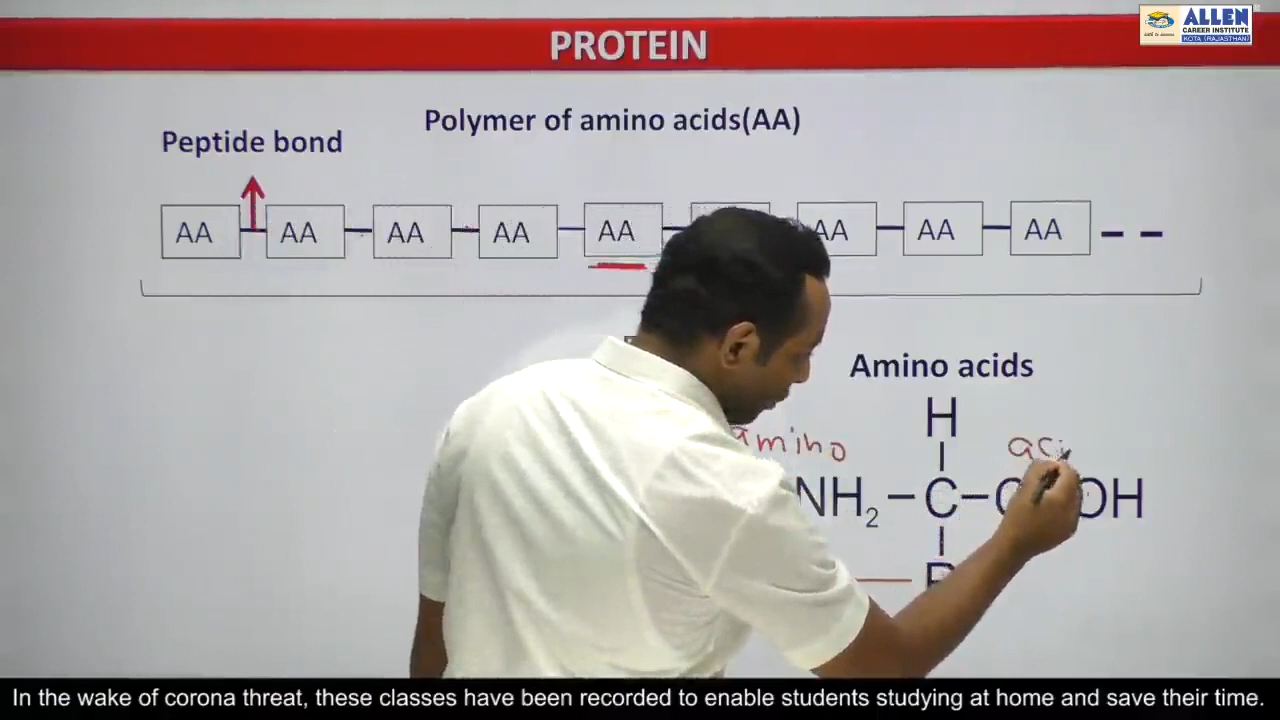 ALLEN
CAREER INSTITUTE
KOTA (RAJASTHAN)
PROTEIN
Polymer of amino acids(AA)
Peptide bond
AA AA AA AA AA AA AA AA
Amino acids
H
amino aci
NH₂ C OH
In the wake of corona threat, these classes have been recorded to enable students studying at home and save their time.